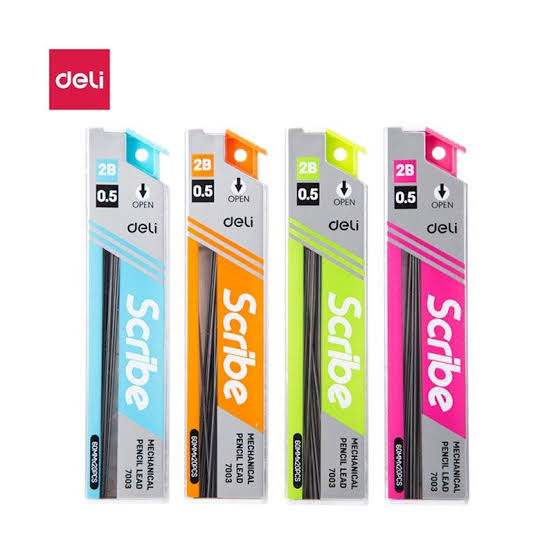 deli
2B
0.5
OPEN
deli
Scribe
60MMx20PCS
MECHANICAL
PENCIL LEAD
7003
2B
0.5
OPEN
deli
Scribe
60MMx20PCS
MECHANICAL
PENCIL LEAD
7003
2B
0.5
OPEN
deli
Scribe
60MMx20PCS
MECHANICAL
PENCIL LEAD
7003
2B
0.5
OPEN
deli
Scribe
60MMx20PCS
MECHANICAL
PENCIL LEAD
7003